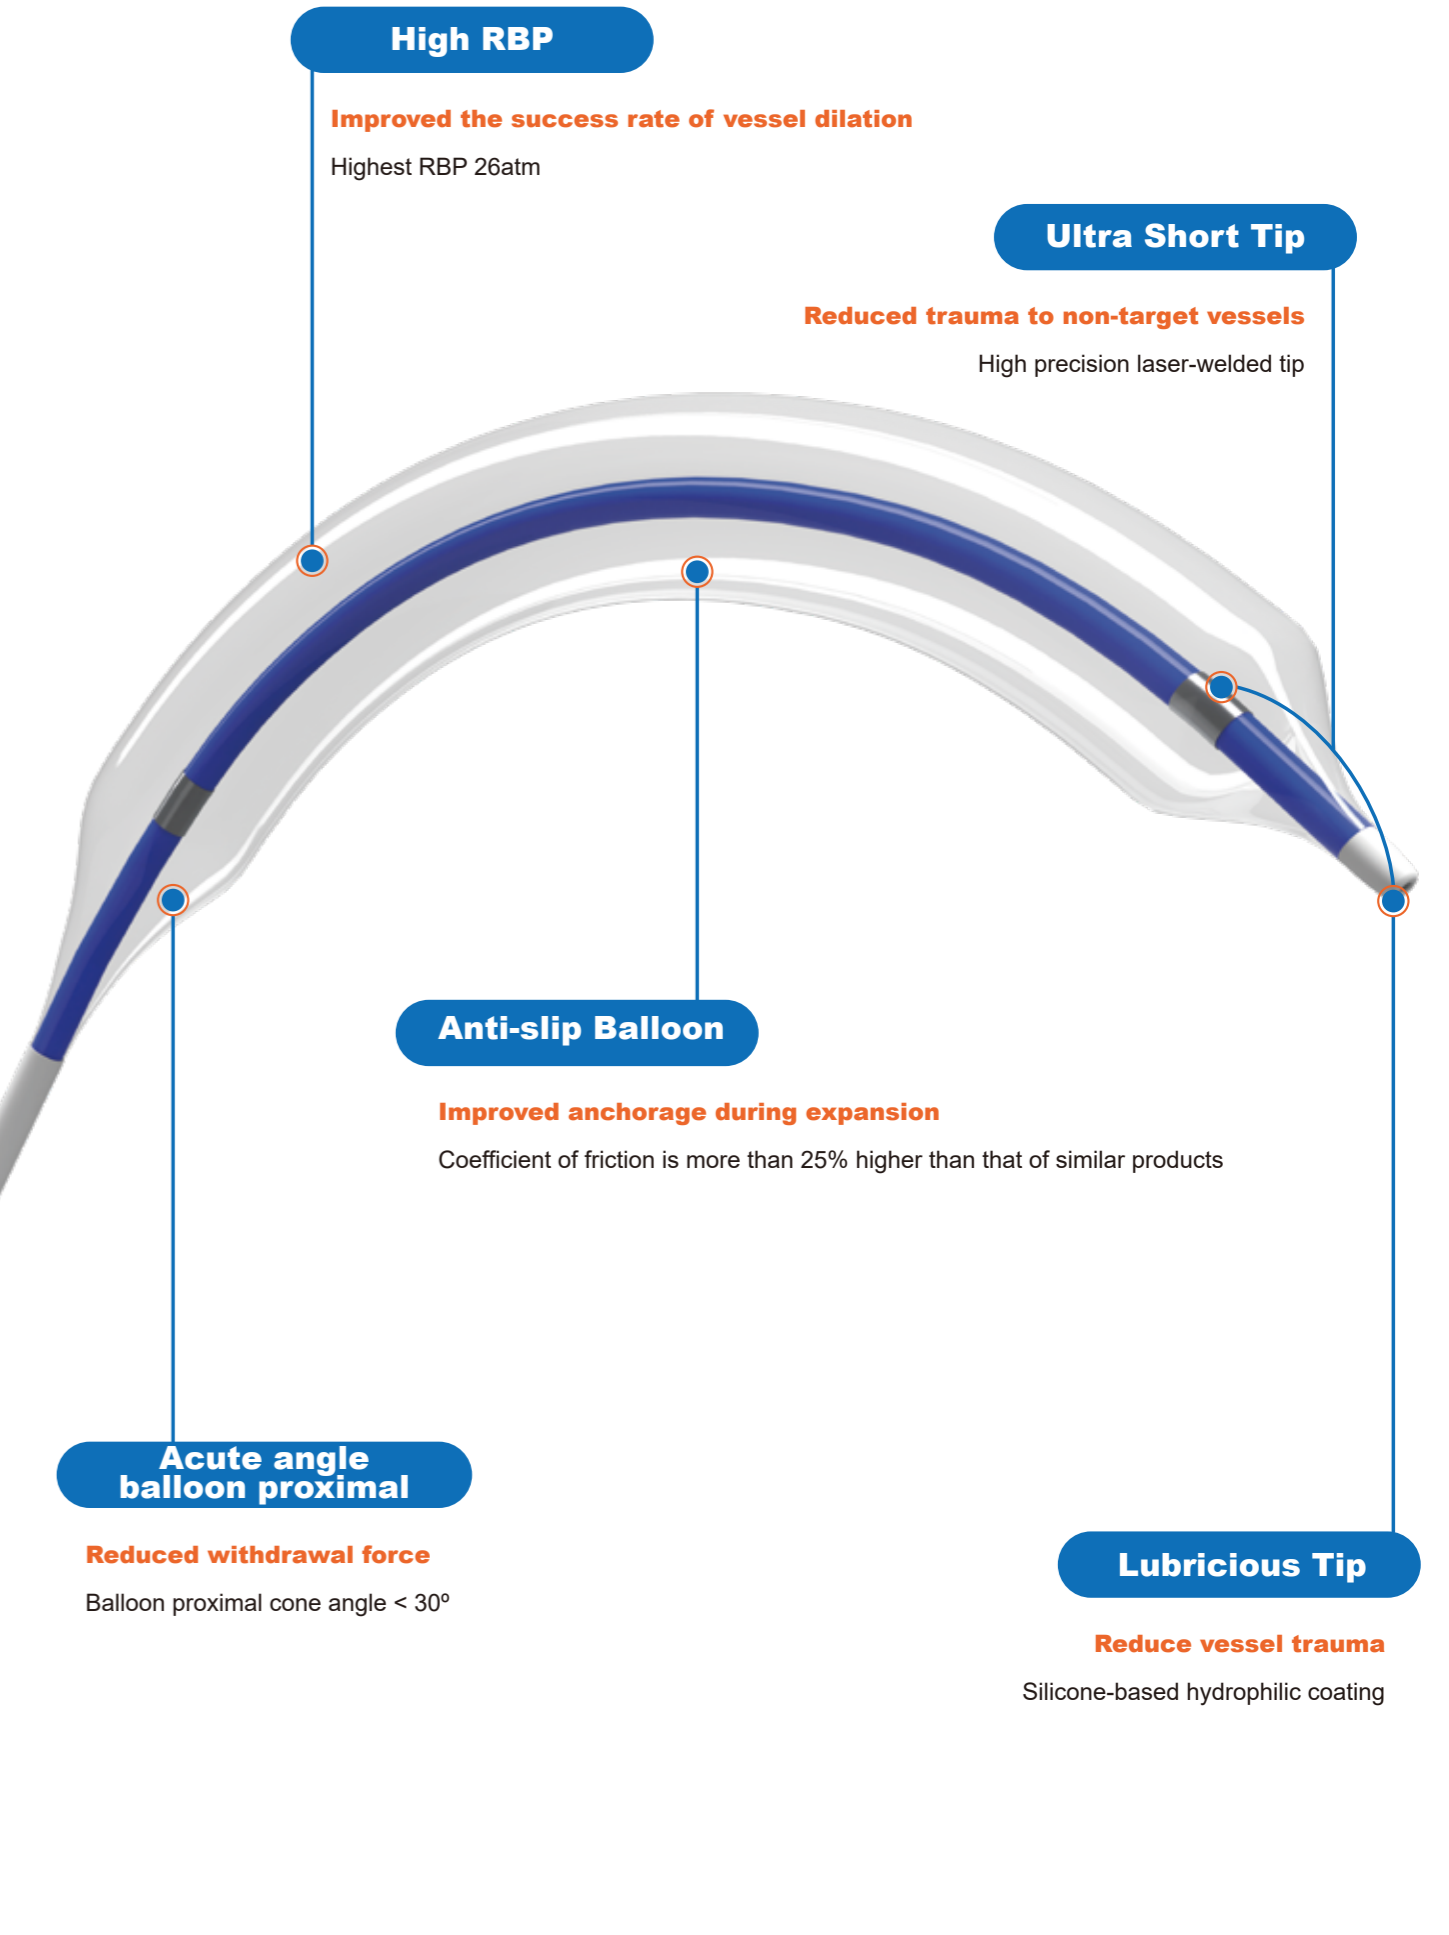 High RBP
Improved the success rate of vessel dilation
Highest RBP 26atm
Ultra Short Tip
Reduced trauma to non-target vessels
High precision laser-welded tip
Anti-slip Balloon
Improved anchorage during expansion
Coefficient of friction is more than 25% higher than that of similar products
Acute angle
balloon proximal
Reduced withdrawal force
Balloon proximal cone angle < 30º
Lubricious Tip
Reduce vessel trauma
Silicone-based hydrophilic coating